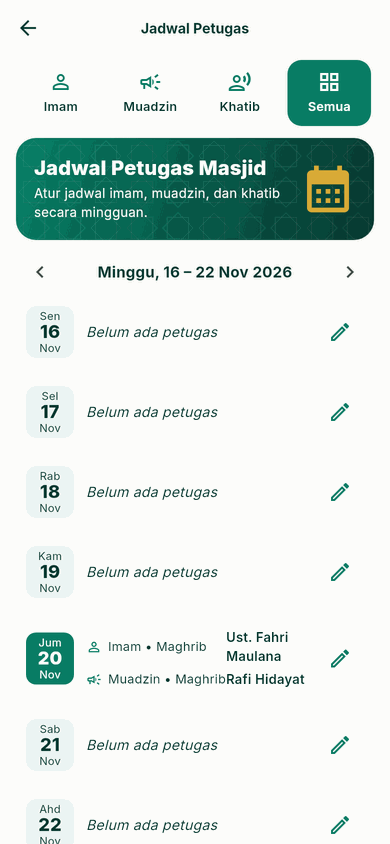 Jadwal Petugas
Imam
Muadzin
Khatib
Semua
Jadwal Petugas Masjid
Atur jadwal imam, muadzin, dan khatib
secara mingguan.
Minggu, 16 – 22 Nov 2026
Sen
16
Nov
Belum ada petugas
Sel
17
Nov
Belum ada petugas
Rab
18
Nov
Belum ada petugas
Kam
19
Nov
Belum ada petugas
Jum
20
Nov
Imam • Maghrib
Ust. Fahri
Maulana
Muadzin • Maghrib
Rafi Hidayat
Sab
21
Nov
Belum ada petugas
Ahd
22
Nov
Belum ada petugas